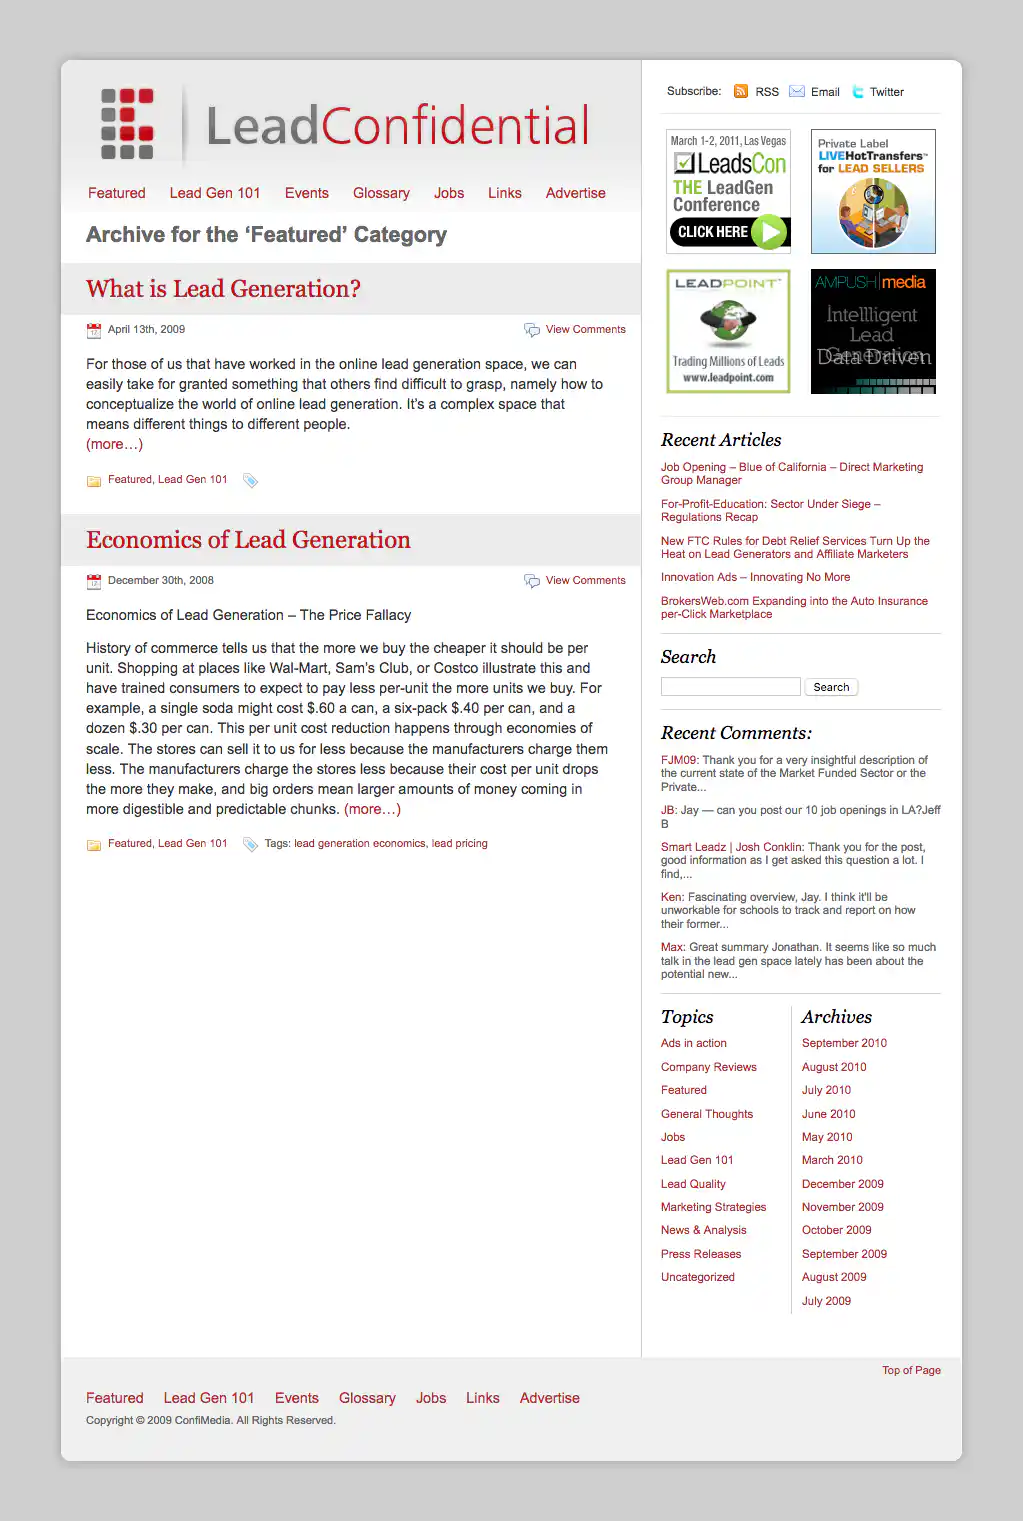 LeadConfidential
Featured Lead Gen 101 Events Glossary Jobs Links Advertise
Archive for the ‘Featured’ Category
What is Lead Generation?
April 13th, 2009
View Comments
For those of us that have worked in the online lead generation space, we can
easily take for granted something that others find difficult to grasp, namely how to
conceptualize the world of online lead generation. It's a complex space that
means different things to different people.
(more…)
Featured, Lead Gen 101
Economics of Lead Generation
December 30th, 2008
View Comments
Economics of Lead Generation – The Price Fallacy
History of commerce tells us that the more we buy the cheaper it should be per
unit. Shopping at places like Wal-Mart, Sam's Club, or Costco illustrate this and
have trained consumers to expect to pay less per-unit the more units we buy. For
example, a single soda might cost $.60 a can, a six-pack $.40 per can, and a
dozen $.30 per can. This per unit cost reduction happens through economies of
scale. The stores can sell it to us for less because the manufacturers charge them
less. The manufacturers charge the stores less because their cost per unit drops
the more they make, and big orders mean larger amounts of money coming in
more digestible and predictable chunks. (more…)
Featured, Lead Gen 101
Tags: lead generation economics, lead pricing
Subscribe: RSS Email Twitter
March 1-2, 2011, Las Vegas
LeadsCon
THE LeadGen
Conference
CLICK HERE
Private Label
LIVEHotTransfers™
for LEAD SELLERS
LEADPOINT™
Trading Millions of Leads
www.leadpoint.com
AMPUSH|media
Intellligent
Lead
Generation
Data Driven
Recent Articles
Job Opening – Blue of California – Direct Marketing
Group Manager
For-Profit-Education: Sector Under Siege –
Regulations Recap
New FTC Rules for Debt Relief Services Turn Up the
Heat on Lead Generators and Affiliate Marketers
Innovation Ads – Innovating No More
BrokersWeb.com Expanding into the Auto Insurance
per-Click Marketplace
Search
Search
Recent Comments:
FJM09: Thank you for a very insightful description of
the current state of the Market Funded Sector or the
Private...
JB: Jay — can you post our 10 job openings in LA?Jeff
B
Smart Leadz | Josh Conklin: Thank you for the post,
good information as I get asked this question a lot. I
find,...
Ken: Fascinating overview, Jay. I think it'll be
unworkable for schools to track and report on how
their former...
Max: Great summary Jonathan. It seems like so much
talk in the lead gen space lately has been about the
potential new...
Topics
Ads in action
Company Reviews
Featured
General Thoughts
Jobs
Lead Gen 101
Lead Quality
Marketing Strategies
News & Analysis
Press Releases
Uncategorized
Archives
September 2010
August 2010
July 2010
June 2010
May 2010
March 2010
December 2009
November 2009
October 2009
September 2009
August 2009
July 2009
Top of Page
Featured Lead Gen 101 Events Glossary Jobs Links Advertise
Copyright © 2009 ConfiMedia. All Rights Reserved.